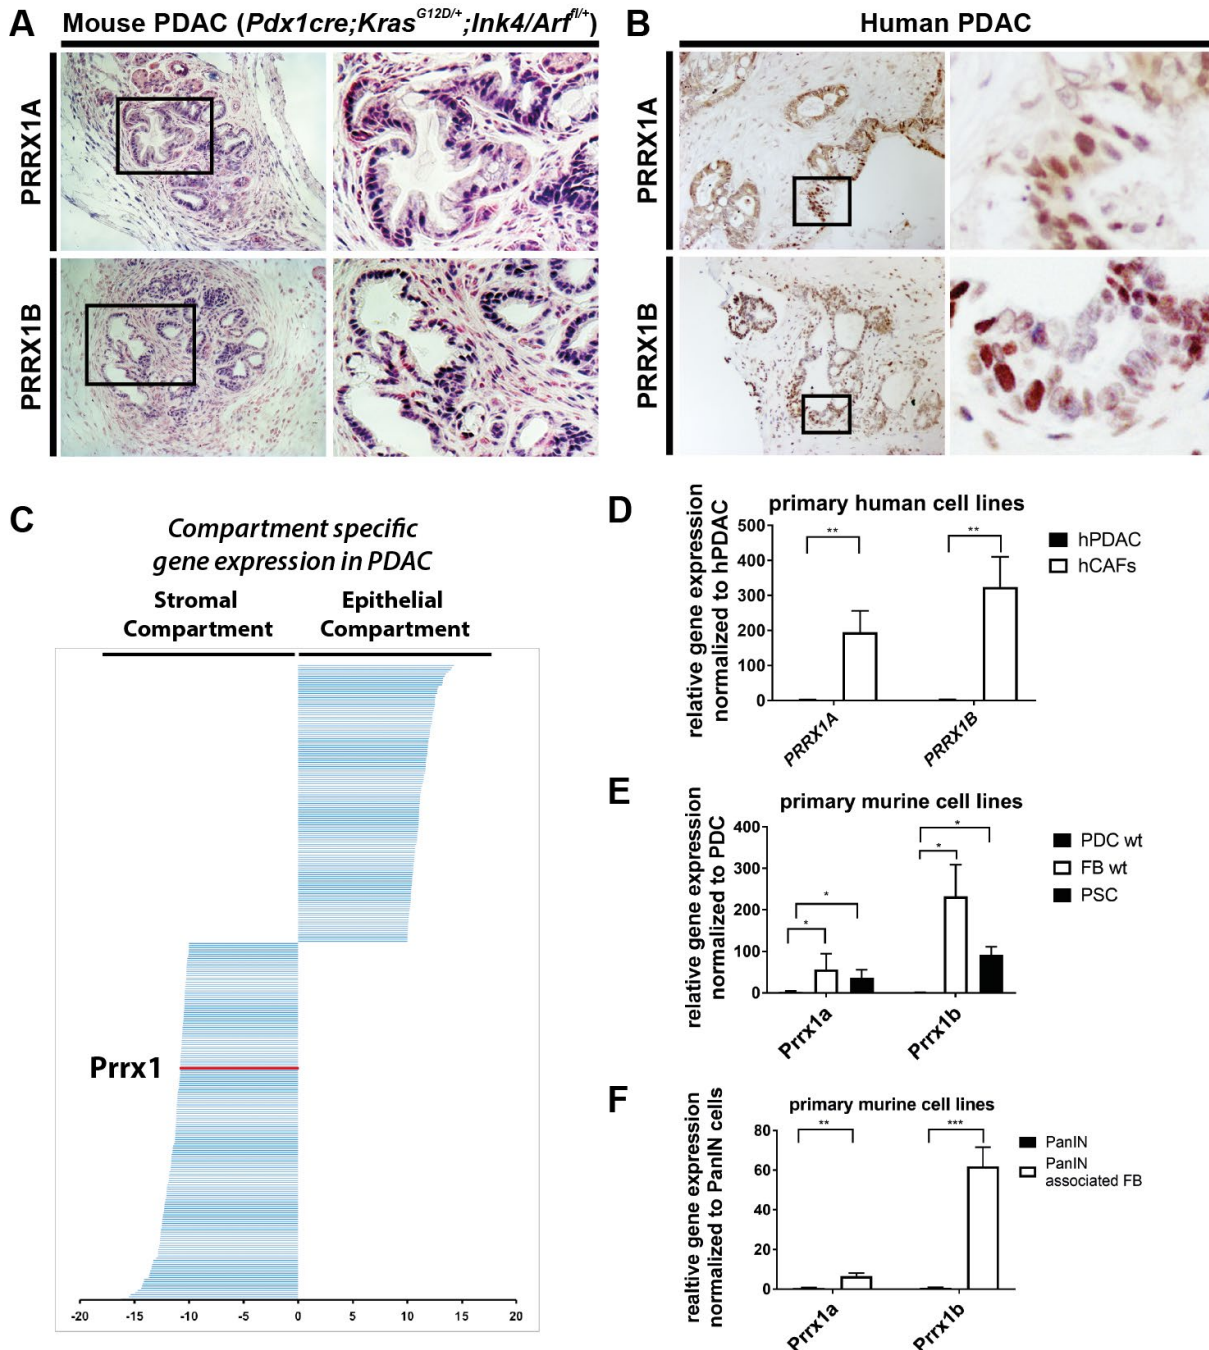 A
Mouse PDAC (Pdx1cre;Kras^G12D/+;Ink4/Arf^fl/+)
PRRX1A
PRRX1B
B
Human PDAC
PRRX1A
PRRX1B
C
Compartment specific
gene expression in PDAC
Stromal
Compartment
Epithelial
Compartment
Prrx1
-20 -15 -10 -5 0 5 10 15 20
D
primary human cell lines
relative gene expression
normalized to hPDAC
500
400
300
200
100
0
** **
PRRX1A PRRX1B
hPDAC
hCAFs
E
primary murine cell lines
relative gene expression
normalized to PDC
400
300
200
100
0
* * * *
Prrx1a Prrx1b
PDC wt
FB wt
PSC
F
primary murine cell lines
realtive gene expression
normalized to PanIN cells
80
60
40
20
0
** ***
Prrx1a Prrx1b
PanIN
PanIN
associated FB